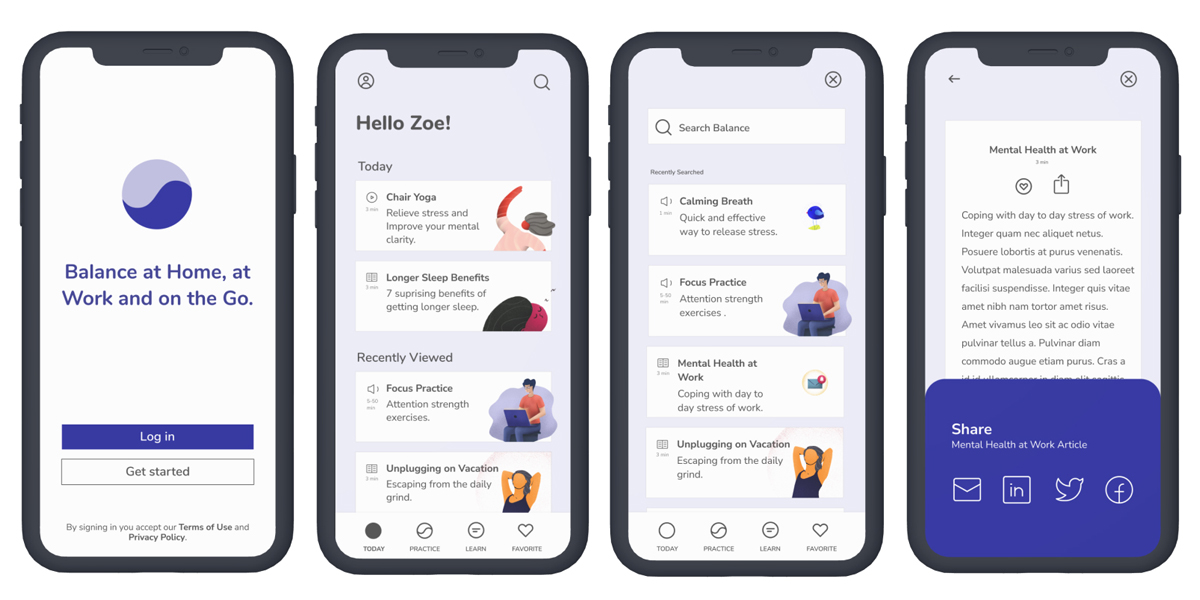 Balance at Home, at
Work and on the Go.
Log in
Get started
By signing in you accept our Terms of Use and
Privacy Policy.
Hello Zoe!
Today
Chair Yoga
3 min
Relieve stress and
Improve your mental
clarity.
Longer Sleep Benefits
3 min
7 suprising benefits of
getting longer sleep.
Recently Viewed
Focus Practice
5-50
min
Attention strength
exercises.
Unplugging on Vacation
3 min
Escaping from the daily
grind.
TODAY
PRACTICE
LEARN
FAVORITE
Search Balance
Recently Searched
Calming Breath
1 min
Quick and effective
way to release stress.
Focus Practice
5-50
min
Attention strength
exercises .
Mental Health at
Work
3 min
Coping with day to
day stress of work.
Unplugging on Vacation
3 min
Escaping from the daily
grind.
TODAY
PRACTICE
LEARN
FAVORITE
Mental Health at Work
3 min
Coping with day to day stress of work.
Integer quam nec aliquet netus.
Posuere lobortis at purus venenatis.
Volutpat malesuada varius sed laoreet
facilisi suspendisse. Integer quis vitae
amet nibh nam tortor amet risus.
Amet vivamus leo sit ac odio vitae
pulvinar tellus a. Pulvinar diam
commodo augue etiam purus. Cras a
Share
Mental Health at Work Article
in